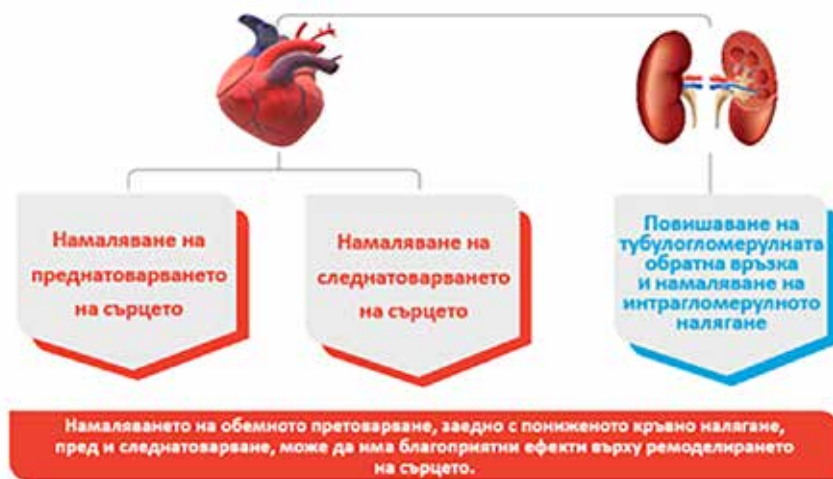 Намаляване на
преднатоварването
на сърцето
Намаляване на
следнатоварването
на сърцето
Повишаване на
тубулогломерулната
обратна връзка
и намаляване на
интрагломерулното
налягане
Намаляването на обемното претоварване, заедно с пониженото кръвно налягане,
пред и следнатоварване, може да има благоприятни ефекти върху ремоделирането
на сърцето.